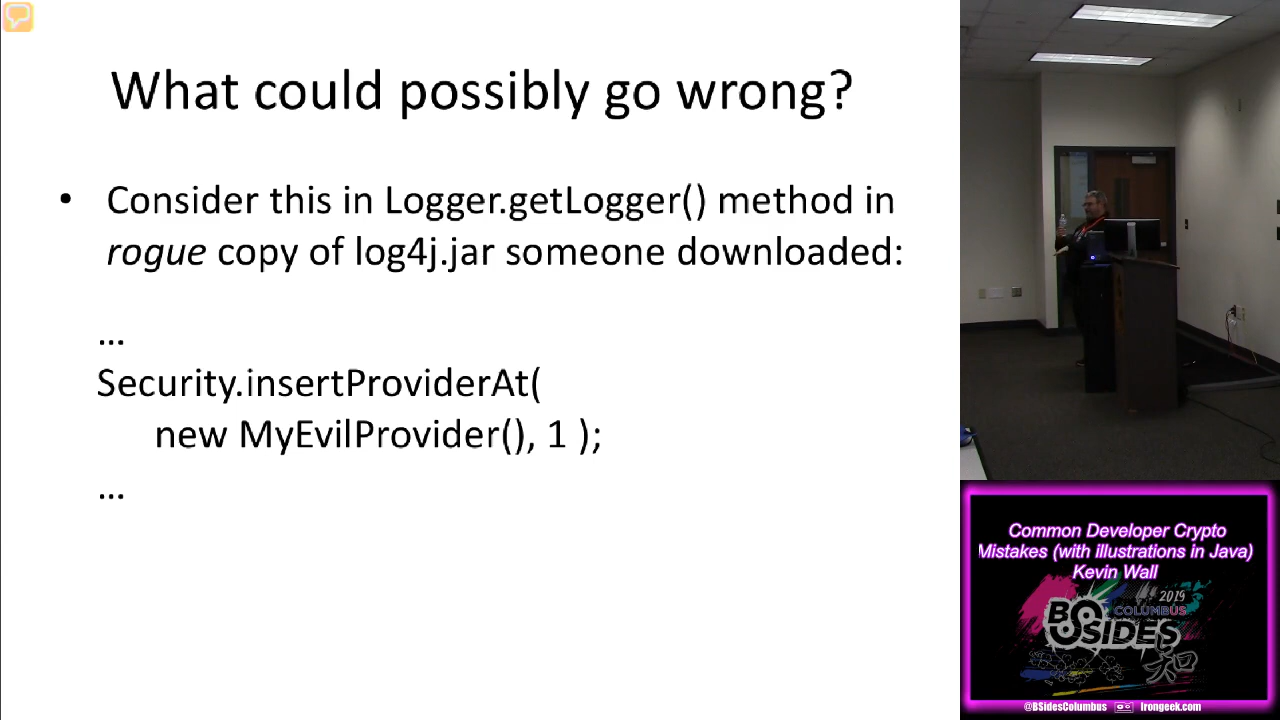 What could possibly go wrong?
• Consider this in Logger.getLogger() method in
rogue copy of log4j.jar someone downloaded:
...
Security.insertProviderAt(
new MyEvilProvider(), 1 );
...
Common Developer Crypto
Mistakes (with illustrations in Java)
Kevin Wall
2019
COLUMBUS
BSIDES
知
@BSidesColumbus
Irongeek.com